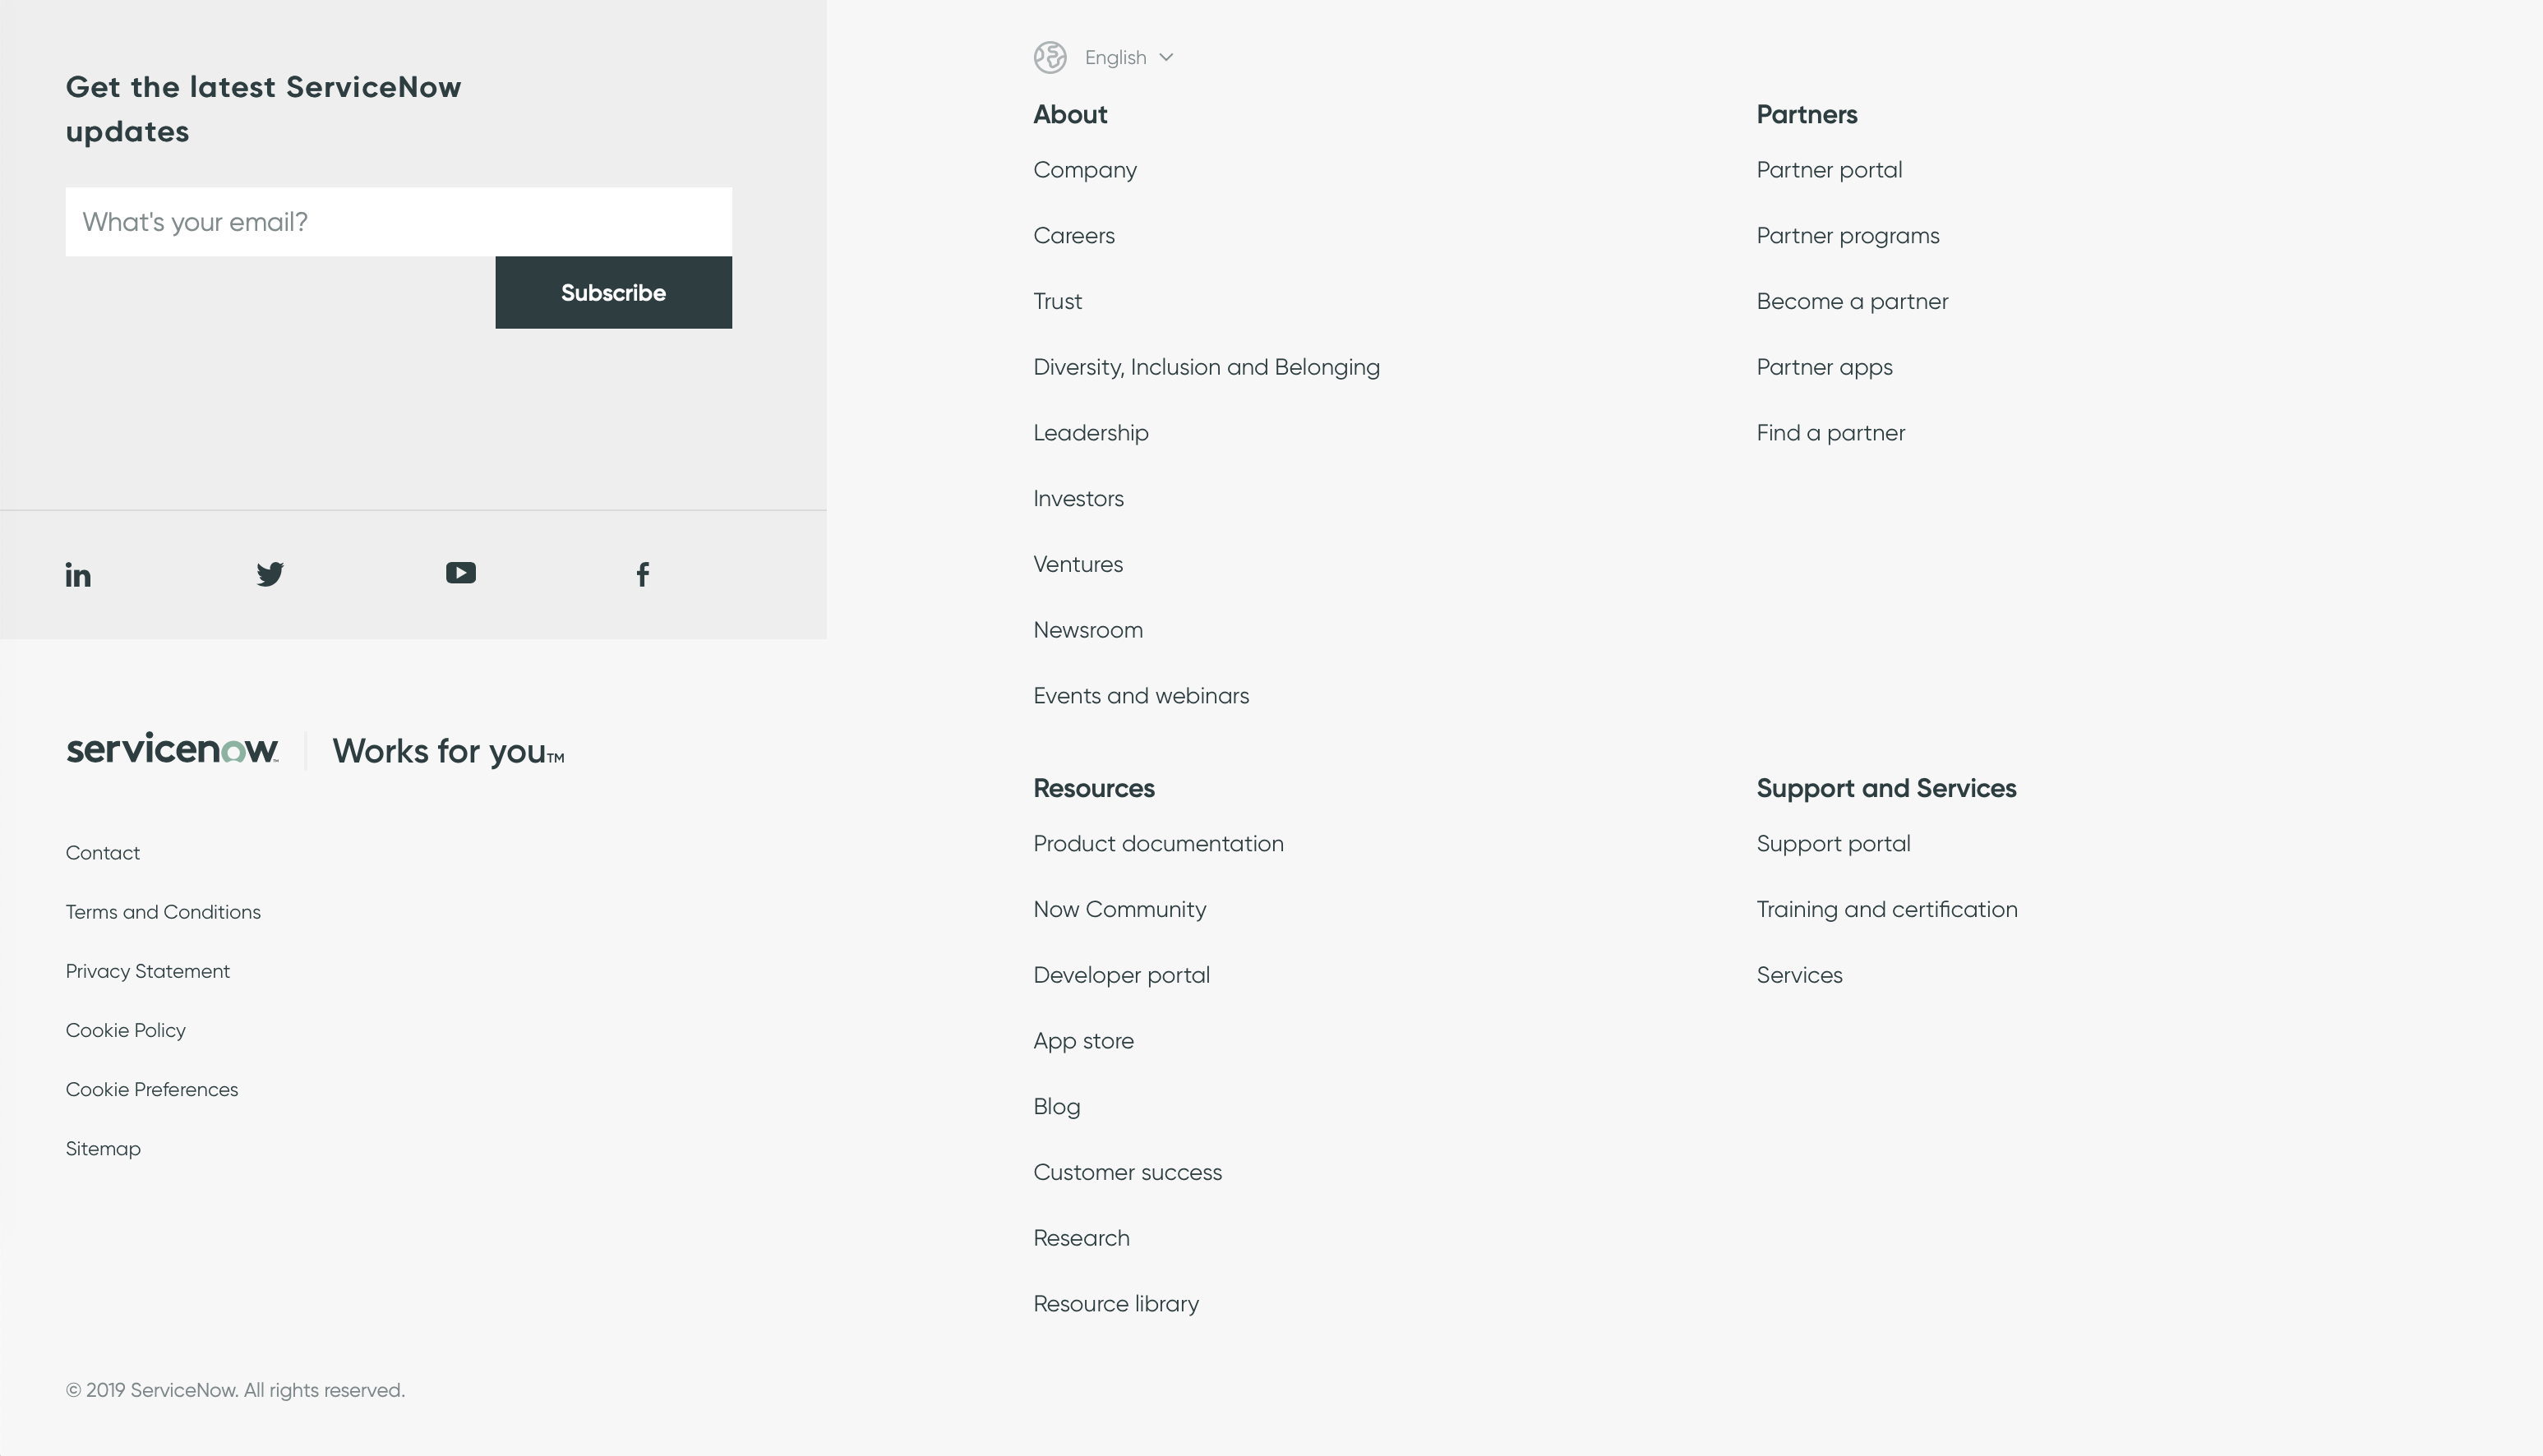 Get the latest ServiceNow
updates
What's your email?
Subscribe
servicenow™
Works for you™
Contact
Terms and Conditions
Privacy Statement
Cookie Policy
Cookie Preferences
Sitemap
© 2019 ServiceNow. All rights reserved.
English
About
Company
Careers
Trust
Diversity, Inclusion and Belonging
Leadership
Investors
Ventures
Newsroom
Events and webinars
Partners
Partner portal
Partner programs
Become a partner
Partner apps
Find a partner
Resources
Product documentation
Now Community
Developer portal
App store
Blog
Customer success
Research
Resource library
Support and Services
Support portal
Training and certification
Services